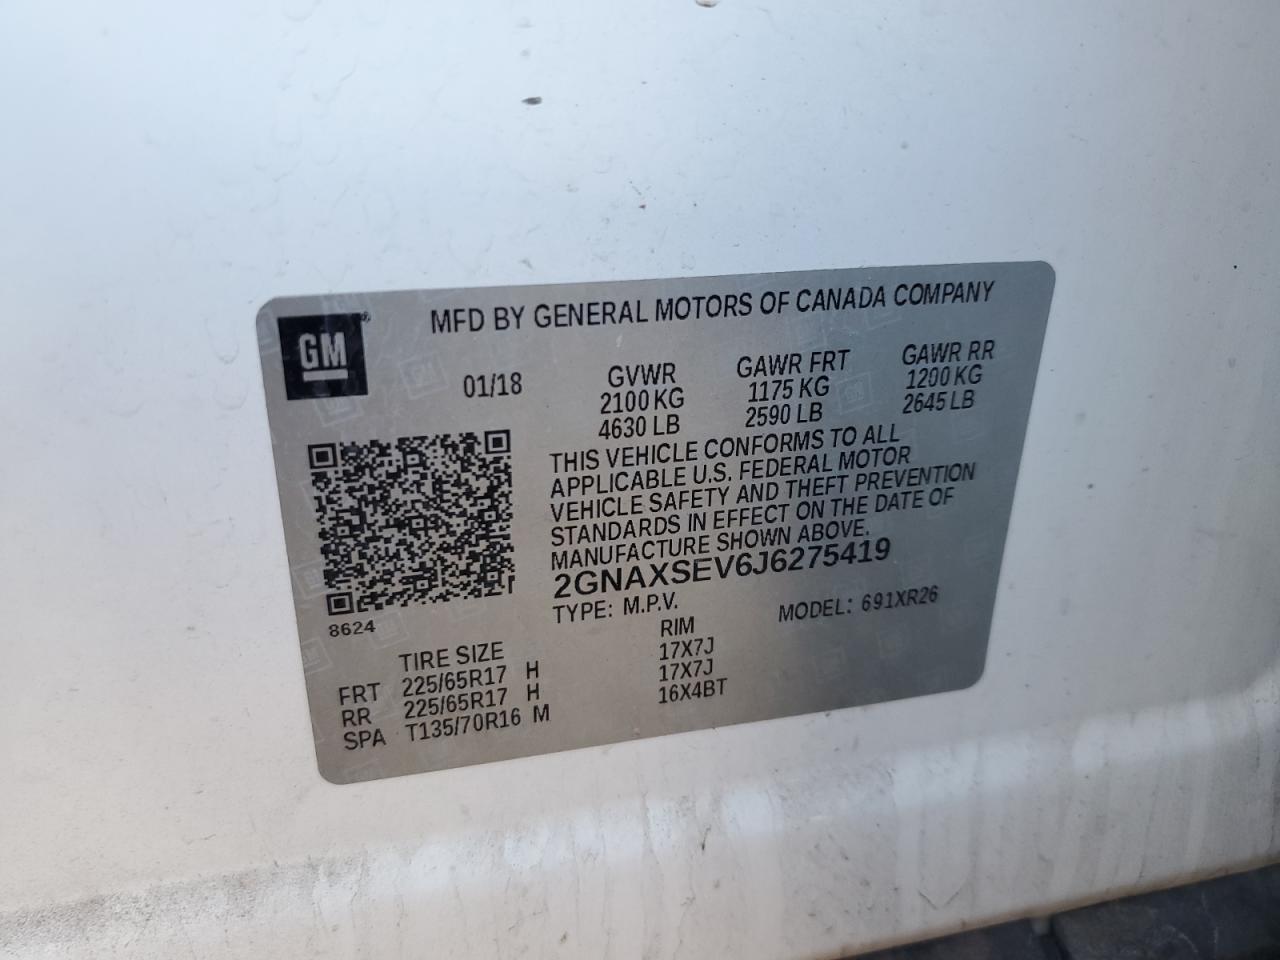 MFD BY GENERAL MOTORS OF CANADA COMPANY
GM
01/18
GVWR GAWR FRT GAWR RR
2100 KG 1175 KG 1200 KG
4630 LB 2590 LB 2645 LB
THIS VEHICLE CONFORMS TO ALL
APPLICABLE U.S. FEDERAL MOTOR
VEHICLE SAFETY AND THEFT PREVENTION
STANDARDS IN EFFECT ON THE DATE OF
MANUFACTURE SHOWN ABOVE.
2GNAXSEV6J6275419
TYPE: M.P.V. MODEL: 691XR26
8624
TIRE SIZE RIM
FRT 225/65R17 H 17X7J
RR 225/65R17 H 17X7J
SPA T135/70R16 M 16X4BT